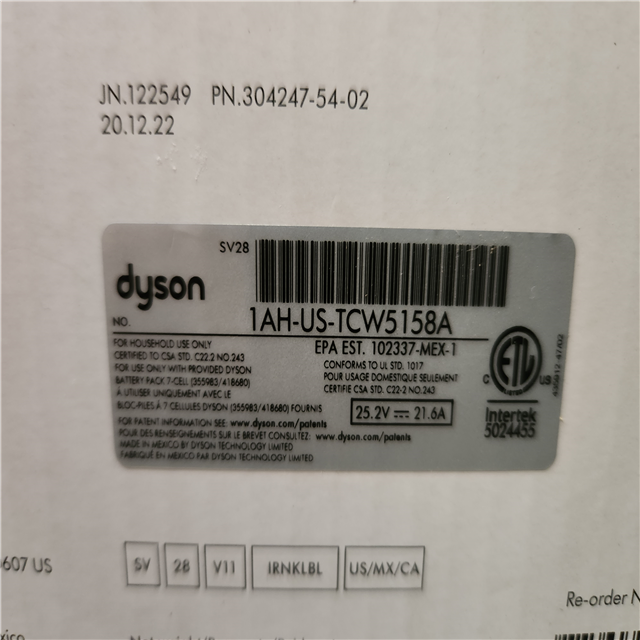 JN.122549 PN.304247-54-02
20.12.22
SV28
dyson
NO. 1AH-US-TCW5158A
FOR HOUSEHOLD USE ONLY
CERTIFIED TO CSA STD. C22.2 NO.243
FOR USE WITH PROVIDED DYSON
BATTERY PACK 7-CELL (355983/418680)
À UTILISER UNIQUEMENT AVEC LE
BLOC-PILES À 7 CELLULES DYSON (355983/418680) FOURNIS
EPA EST. 102337-MEX-1
CONFORMS TO UL STD. 1017
POUR USAGE DOMESTIQUE SEULEMENT
CERTIFIÉ CSA STD. C22-2 NO.243
25.2V 21.6A
FOR PATENT INFORMATION SEE: www.dyson.com/patents
POUR DES RENSEIGNEMENTS SUR LE BREVET CONSULTEZ: www.dyson.com/patents
MADE IN MEXICO BY DYSON TECHNOLOGY LIMITED
FABRIQUÉ EN MEXICO PAR DYSON TECHNOLOGY LIMITED
C ETL US
Intertek
5024455
607 US
SV 28 V11 IRNKLBL US/MX/CA
Re-order